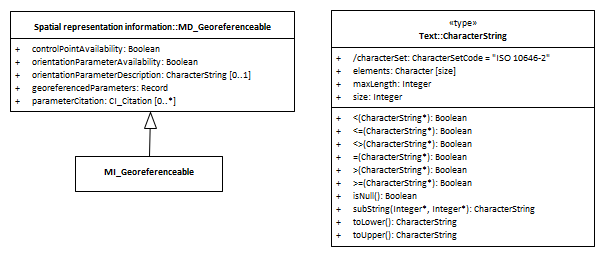 Spatial representation information::MD_Georeferenceable
+ controlPointAvailability: Boolean
+ orientationParameterAvailability: Boolean
+ orientationParameterDescription: CharacterString [0..1]
+ georeferencedParameters: Record
+ parameterCitation: CI_Citation [0..*]
MI_Georeferenceable
«type»
Text::CharacterString
+ /characterSet: CharacterSetCode = "ISO 10646-2"
+ elements: Character [size]
+ maxLength: Integer
+ size: Integer
+ <(CharacterString*): Boolean
+ <=(CharacterString*): Boolean
+ <>(CharacterString*): Boolean
+ =(CharacterString*): Boolean
+ >(CharacterString*): Boolean
+ >=(CharacterString*): Boolean
+ isNull(): Boolean
+ subString(Integer*, Integer*): CharacterString
+ toLower(): CharacterString
+ toUpper(): CharacterString